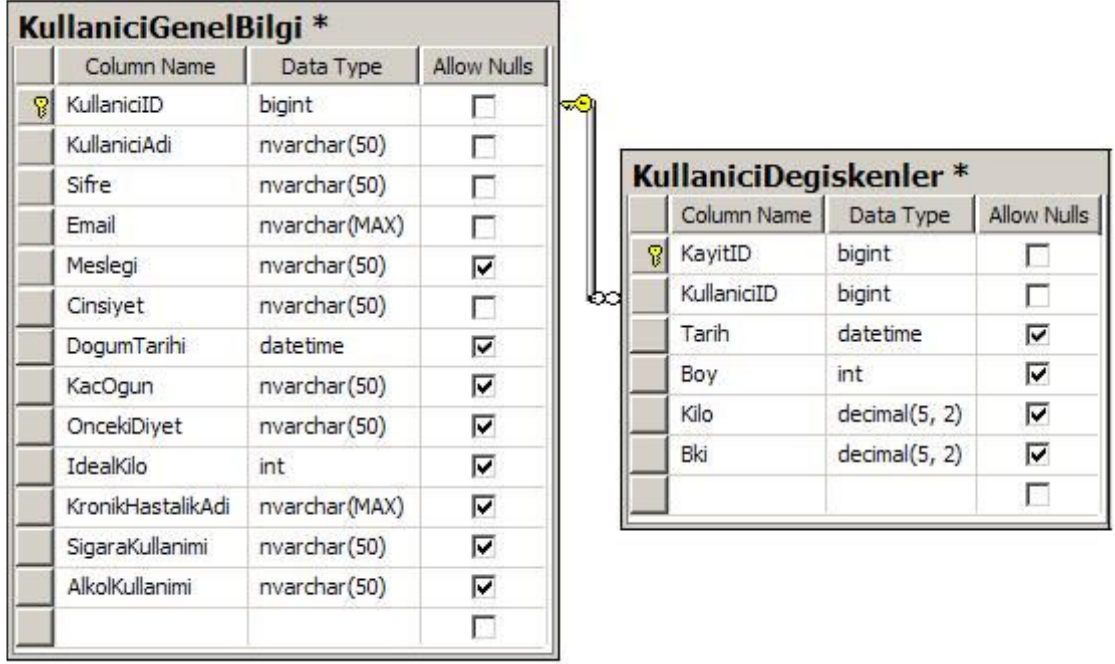 KullaniciGenelBilgi *
Column Name Data Type Allow Nulls
KullaniciID bigint
KullaniciAdi nvarchar(50)
Sifre nvarchar(50)
Email nvarchar(MAX)
Meslegi nvarchar(50)
Cinsiyet nvarchar(50)
DogumTarihi datetime
KacOgun nvarchar(50)
OncekiDiyet nvarchar(50)
IdealKilo int
KronikHastalikAdi nvarchar(MAX)
SigaraKullanimi nvarchar(50)
AlkolKullanimi nvarchar(50)
KullaniciDegiskenler *
Column Name Data Type Allow Nulls
KayitID bigint
KullaniciID bigint
Tarih datetime
Boy int
Kilo decimal(5, 2)
Bki decimal(5, 2)